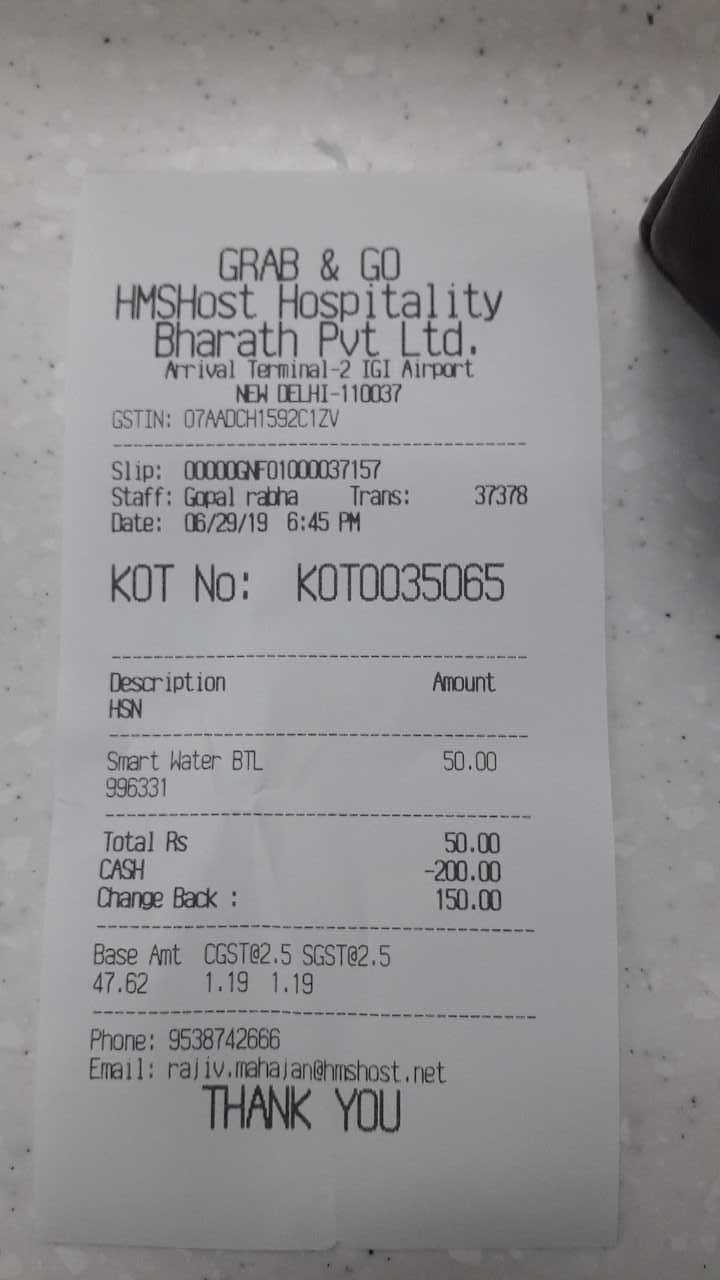 GRAB & GO
HMSHost Hospitality
Bharath Pvt Ltd.
Arrival Terminal-2 IGI Airport
NEW DELHI-110037
GSTIN: 07AADCH1592C1ZV
Slip: 00000GNF01000037157
Staff: Gopal rabha Trans: 37378
Date: 06/29/19 6:45 PM
KOT No: KOT0035065
Description Amount
HSN
Smart Water BTL 50.00
996331
Total Rs 50.00
CASH -200.00
Change Back : 150.00
Base Amt CGST@2.5 SGST@2.5
47.62 1.19 1.19
Phone: 9538742666
Email: rajiv.mahajan@hmshost.net
THANK YOU